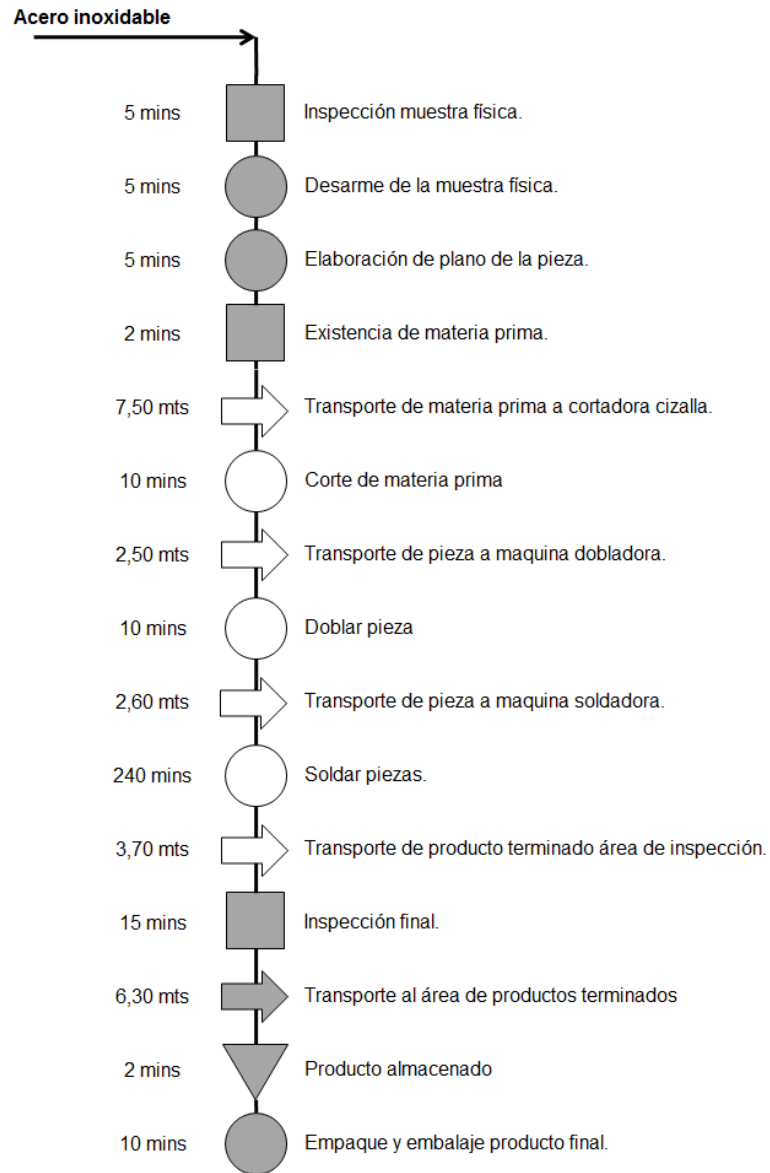 Acero inoxidable
5 mins Inspección muestra física.
5 mins Desarme de la muestra física.
5 mins Elaboración de plano de la pieza.
2 mins Existencia de materia prima.
7,50 mts Transporte de materia prima a cortadora cizalla.
10 mins Corte de materia prima
2,50 mts Transporte de pieza a maquina dobladora.
10 mins Doblar pieza
2,60 mts Transporte de pieza a maquina soldadora.
240 mins Soldar piezas.
3,70 mts Transporte de producto terminado área de inspección.
15 mins Inspección final.
6,30 mts Transporte al área de productos terminados
2 mins Producto almacenado
10 mins Empaque y embalaje producto final.